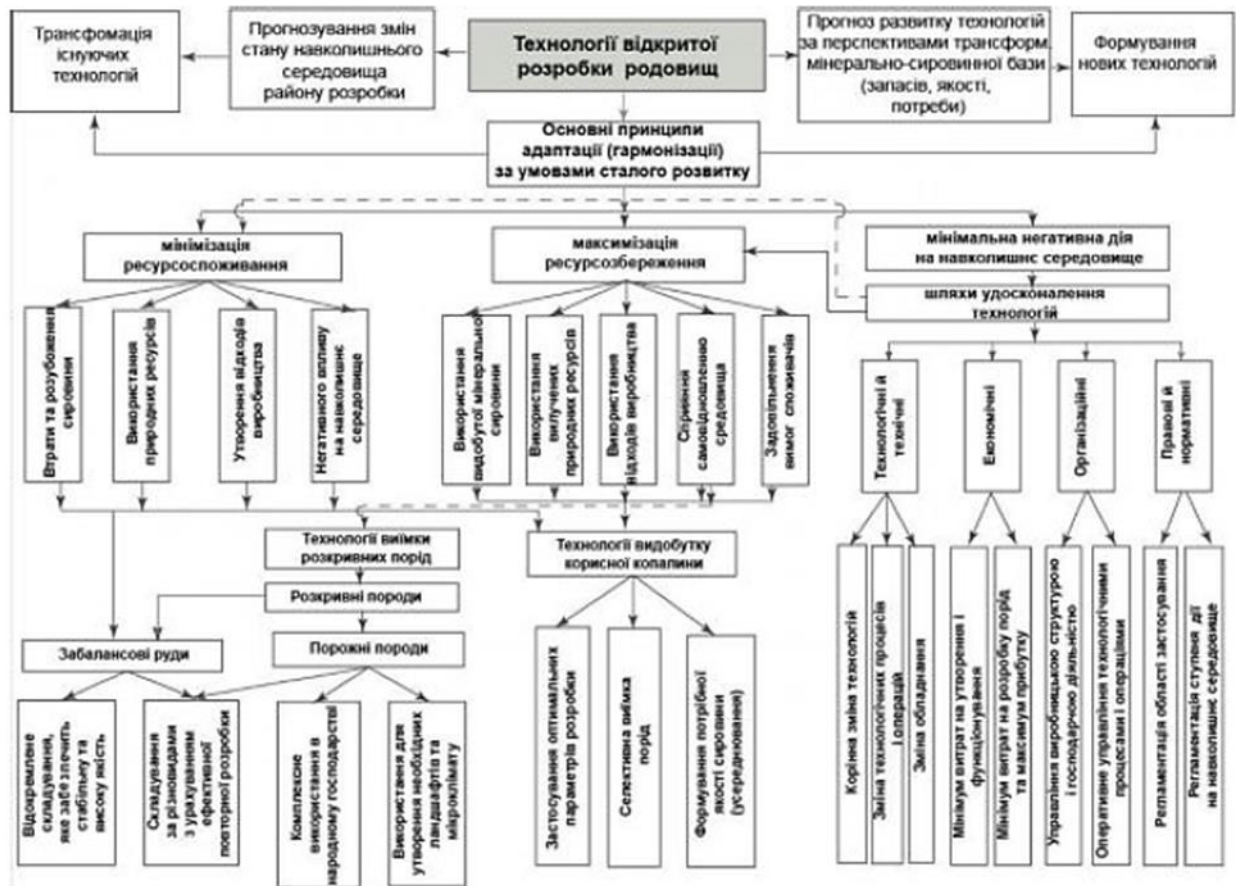 Трансфомація
існуючих
технологій
Прогнозування змін
стану навколишнього
середовища
району розробки
Технології відкритої
розробки родовищ
Прогноз развитку технологій
за перспективами трансформ.
мінерально-сировинної бази
(запасів, якості,
потреби)
Формування
нових технологій
Основні принципи
адаптації (гармонізації)
за умовами сталого розвитку
мінімізація
ресурсоспоживання
максимізація
ресурсозбереження
мінімальна негативна дія
на навколишнє середовище
шляхи удосконалення
технологій
Втрати та розубоження
сировини
Використання
природних ресурсів
Утворення відходів
виробництва
Негативного впливу
на навколишнє
середовище
Використання
видобутої мінеральної
сировини
Використання
вилучених
природних ресурсів
Використання
відходів виробництва
Сприяння
самовідновленню
средовища
Задовільнення
вимог споживачів
Технологічні й
технічні
Економічні
Організаційні
Правові й
нормативні
Технології виїмки
розкривних порід
Технології видобутку
корисної копалини
Розкривні породи
Забалансові руди
Порожні породи
Відокремлене
складування,
яке забезпечить
стабільну та
високу якість
Складування
за різновидами
з урахуванням
ефективної
повторної розробки
Комплексне
використання в
народному господарстві
Використання для
утворення необхідних
ландшафтів та
мікроклімату
Застосування оптимальних
параметрів розробки
Селективна виїмка
порід
Формування потрібної
якості сировини
(усереднювання)
Корінна зміна технологій
Зміна технологічних процесів
і операцій
Зміна обладнання
Мінімум витрат на утворення і
функціонування
Мінімум витрат на розробку порід
та максимум прибутку
Управління виробницькою структурою
і господарчою діяльністю
Оперативне управління технологічними
процесами і операціями
Регламентація області застосування
Регламентація ступеня дії
на навколишнє середовище